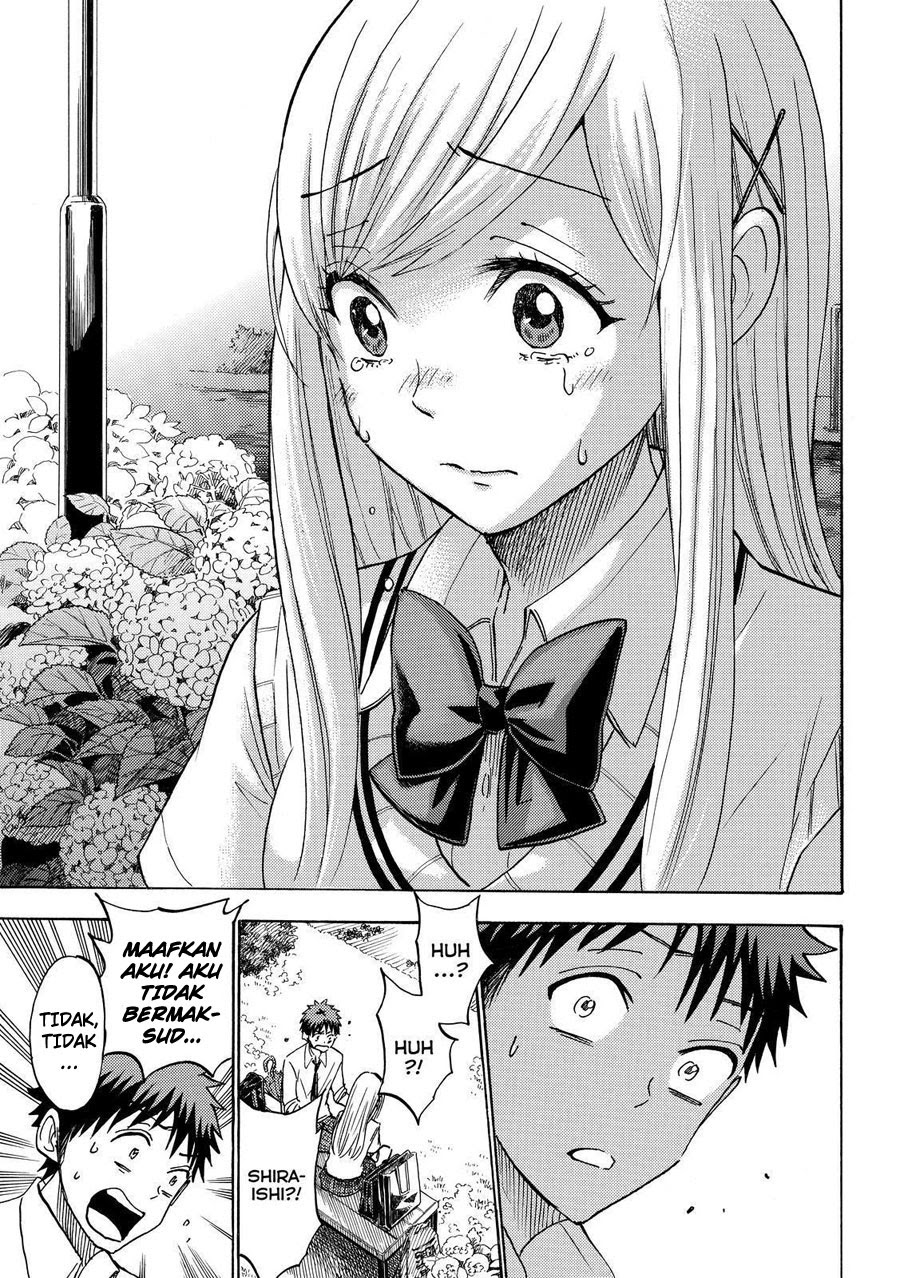 HUH
...?
HUH
?!
SHIRA-
ISHI?!
MAAFKAN
AKU! AKU
TIDAK
BERMAK-
SUD...
TIDAK,
TIDAK
...